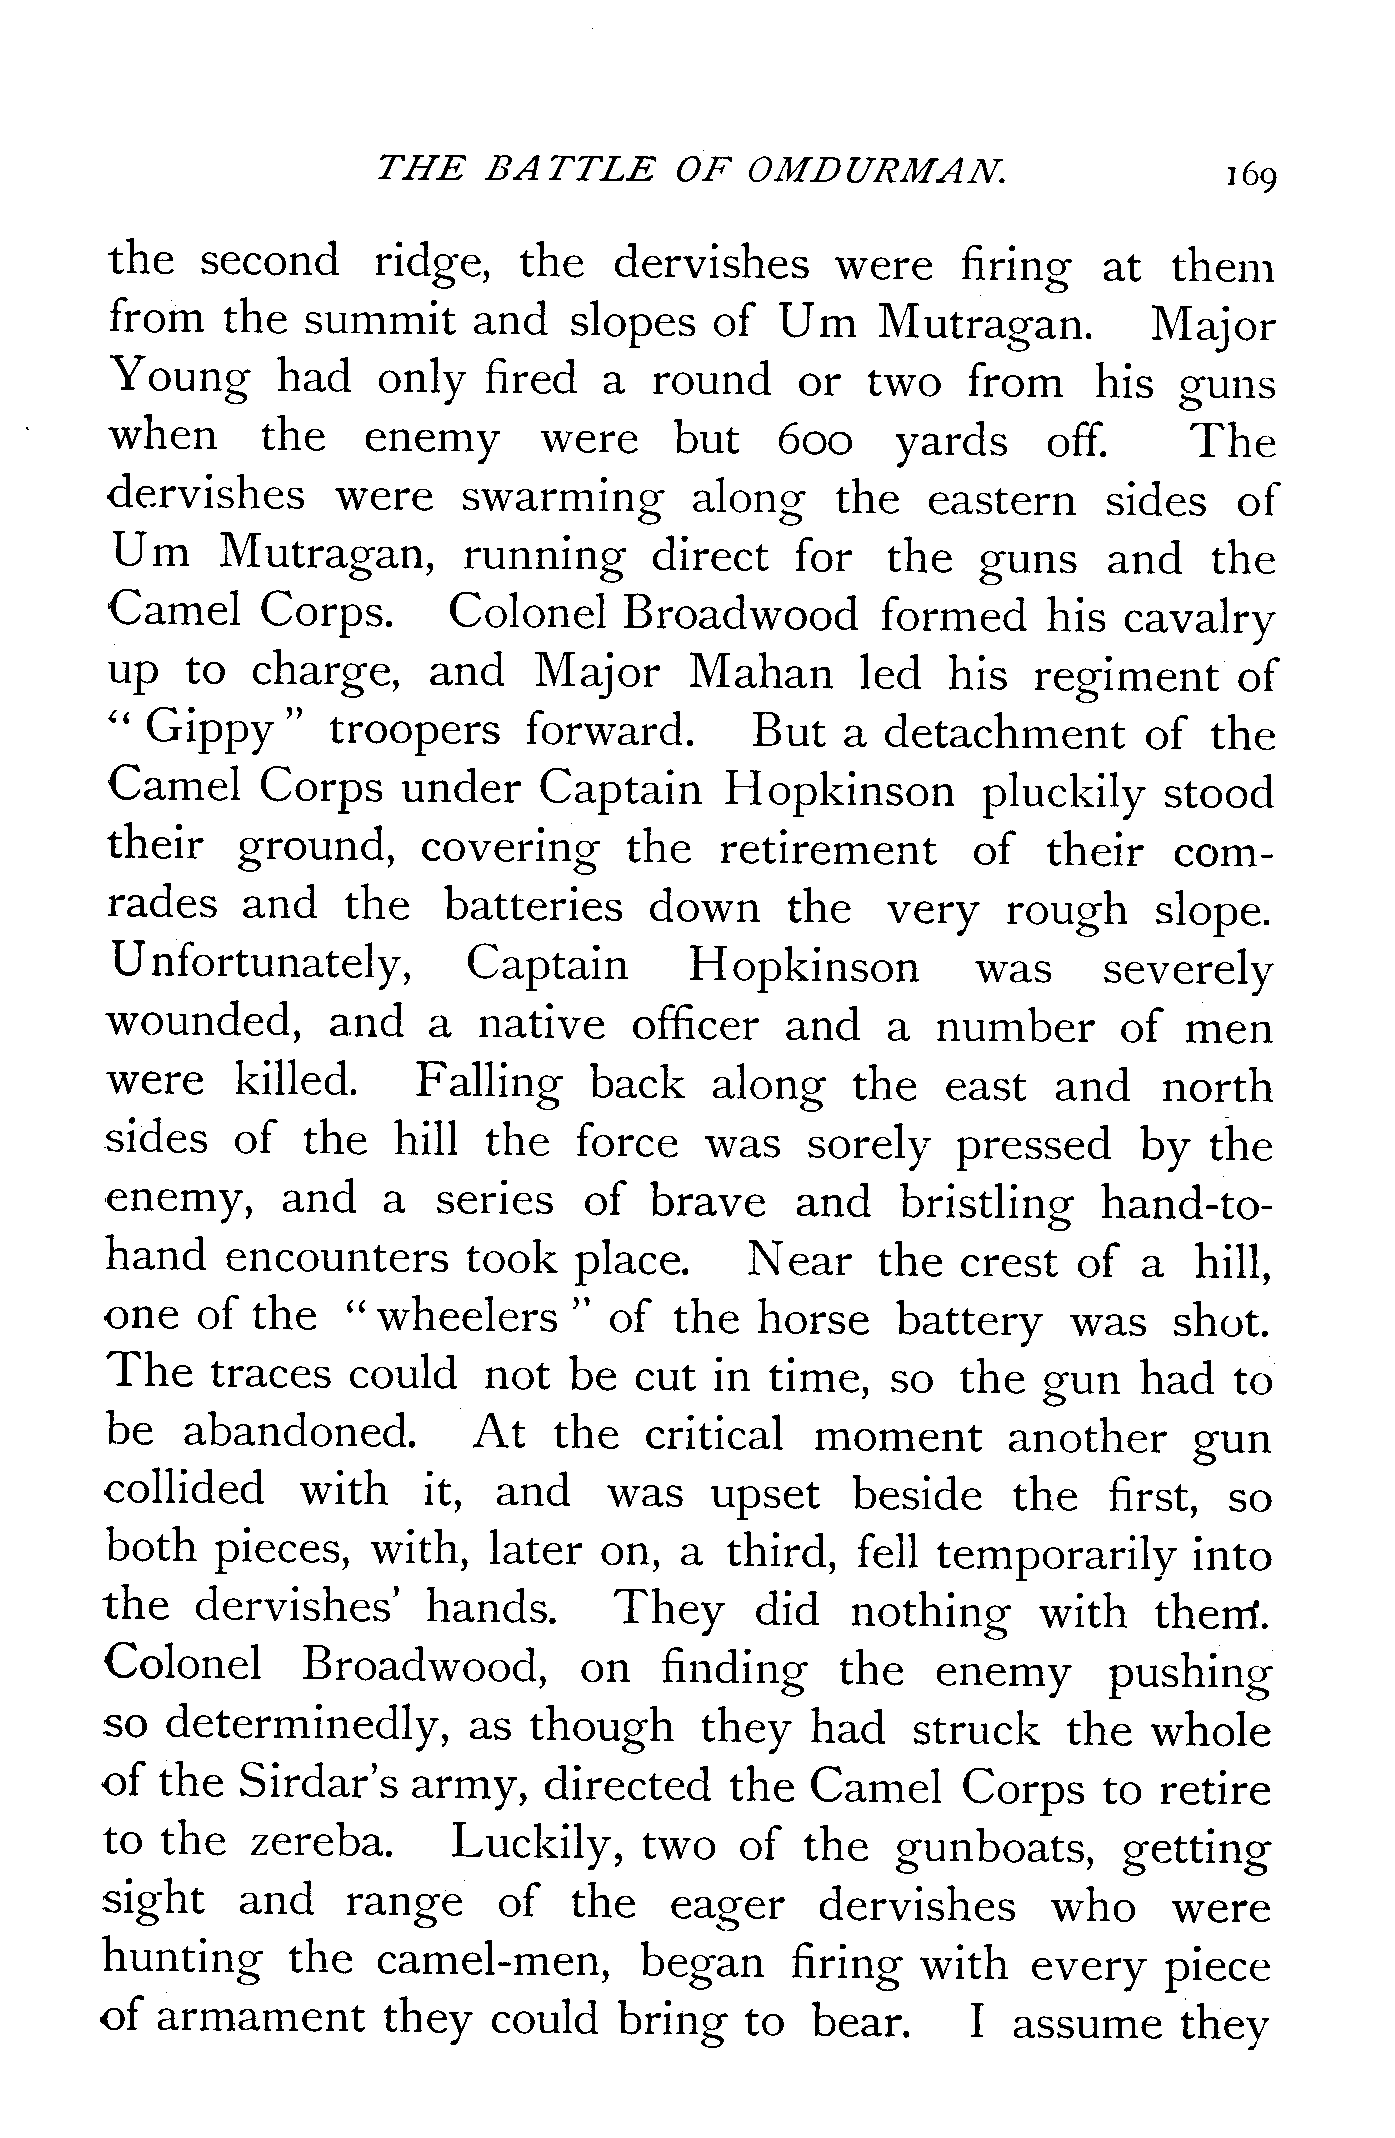 THE BATTLE OF OMDURMAN. 169
the second ridge, the dervishes were firing at them
from the summit and slopes of Um Mutragan. Major
Young had only fired a round or two from his guns
when the enemy were but 600 yards off. The
dervishes were swarming along the eastern sides of
Um Mutragan, running direct for the guns and the
Camel Corps. Colonel Broadwood formed his cavalry
up to charge, and Major Mahan led his regiment of
“ Gippy ” troopers forward. But a detachment of the
Camel Corps under Captain Hopkinson pluckily stood
their ground, covering the retirement of their com-
rades and the batteries down the very rough slope.
Unfortunately, Captain Hopkinson was severely
wounded, and a native officer and a number of men
were killed. Falling back along the east and north
sides of the hill the force was sorely pressed by the
enemy, and a series of brave and bristling hand-to-
hand encounters took place. Near the crest of a hill,
one of the “ wheelers ” of the horse battery was shot.
The traces could not be cut in time, so the gun had to
be abandoned. At the critical moment another gun
collided with it, and was upset beside the first, so
both pieces, with, later on, a third, fell temporarily into
the dervishes’ hands. They did nothing with them.
Colonel Broadwood, on finding the enemy pushing
so determinedly, as though they had struck the whole
of the Sirdar’s army, directed the Camel Corps to retire
to the zereba. Luckily, two of the gunboats, getting
sight and range of the eager dervishes who were
hunting the camel-men, began firing with every piece
of armament they could bring to bear. I assume they